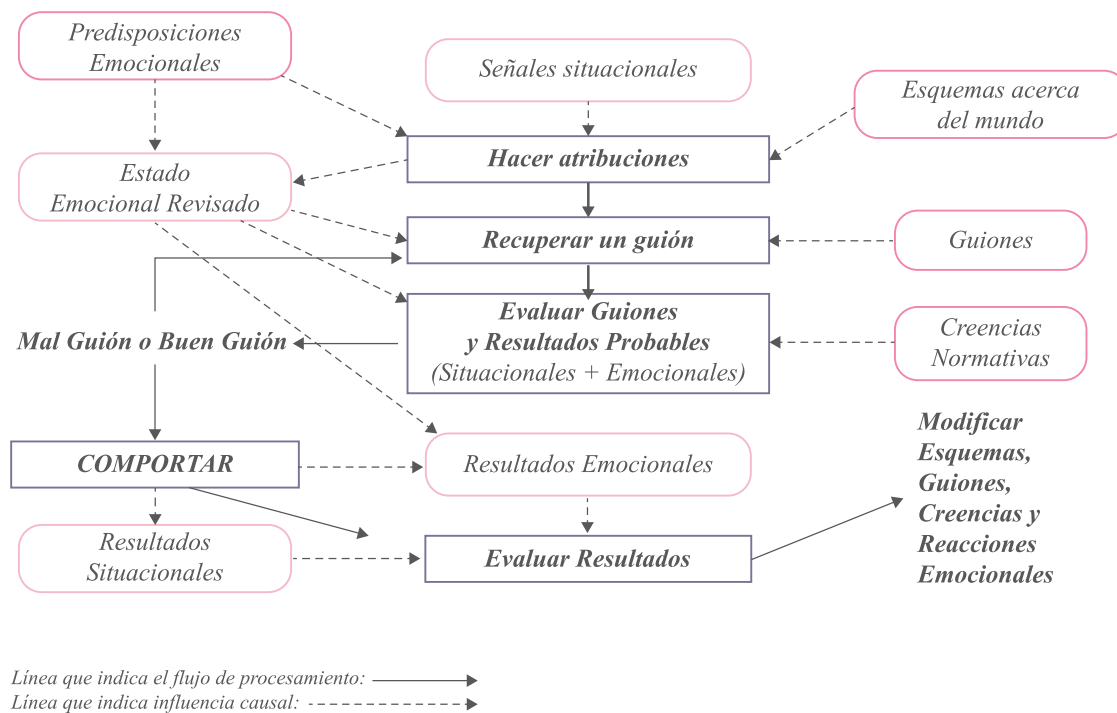 Predisposiciones
Emocionales
Señales situacionales
Esquemas acerca
del mundo
Hacer atribuciones
Estado
Emocional Revisado
Recuperar un guión
Guiones
Evaluar Guiones
y Resultados Probables
(Situacionales + Emocionales)
Mal Guión o Buen Guión
Creencias
Normativas
COMPORTAR
Resultados Emocionales
Modificar
Esquemas,
Guiones,
Creencias y
Reacciones
Emocionales
Resultados
Situacionales
Evaluar Resultados
Línea que indica el flujo de procesamiento:
Línea que indica influencia causal: